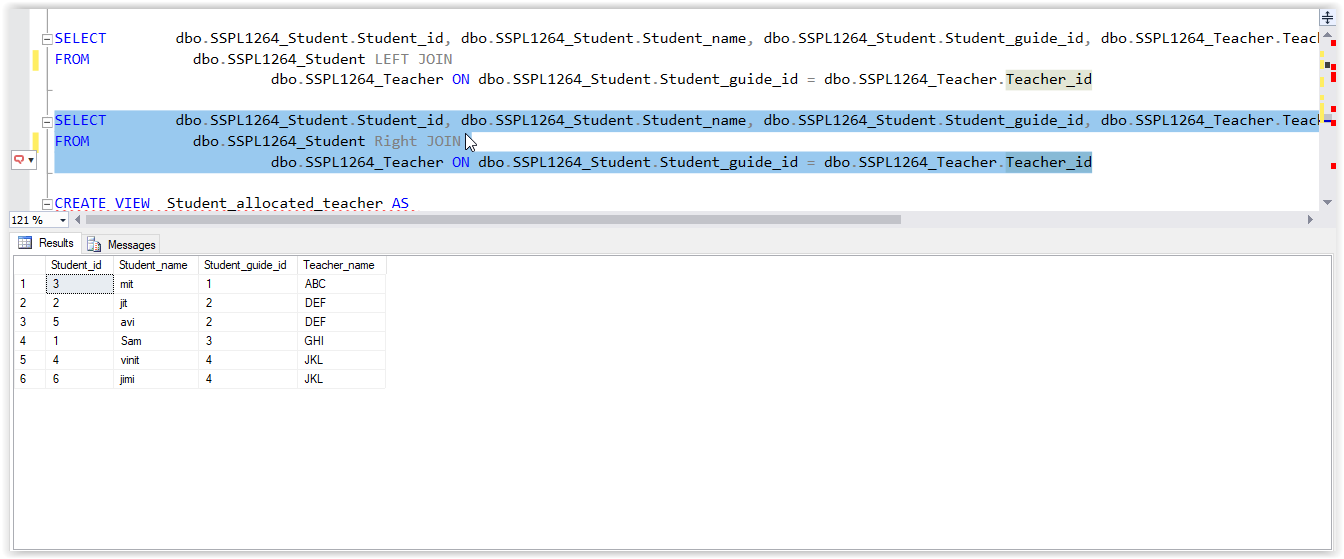 SELECT dbo.SSPL1264_Student.Student_id, dbo.SSPL1264_Student.Student_name, dbo.SSPL1264_Student.Student_guide_id, dbo.SSPL1264_Teacher.Teac
FROM dbo.SSPL1264_Student LEFT JOIN
dbo.SSPL1264_Teacher ON dbo.SSPL1264_Student.Student_guide_id = dbo.SSPL1264_Teacher.Teacher_id
SELECT dbo.SSPL1264_Student.Student_id, dbo.SSPL1264_Student.Student_name, dbo.SSPL1264_Student.Student_guide_id, dbo.SSPL1264_Teacher.Teac
FROM dbo.SSPL1264_Student Right JOIN
dbo.SSPL1264_Teacher ON dbo.SSPL1264_Student.Student_guide_id = dbo.SSPL1264_Teacher.Teacher_id
CREATE VIEW Student_allocated_teacher AS
121 %
Results Messages
Student_id Student_name Student_guide_id Teacher_name
1 3 mit 1 ABC
2 2 jit 2 DEF
3 5 avi 2 DEF
4 1 Sam 3 GHI
5 4 vinit 4 JKL
6 6 jimi 4 JKL